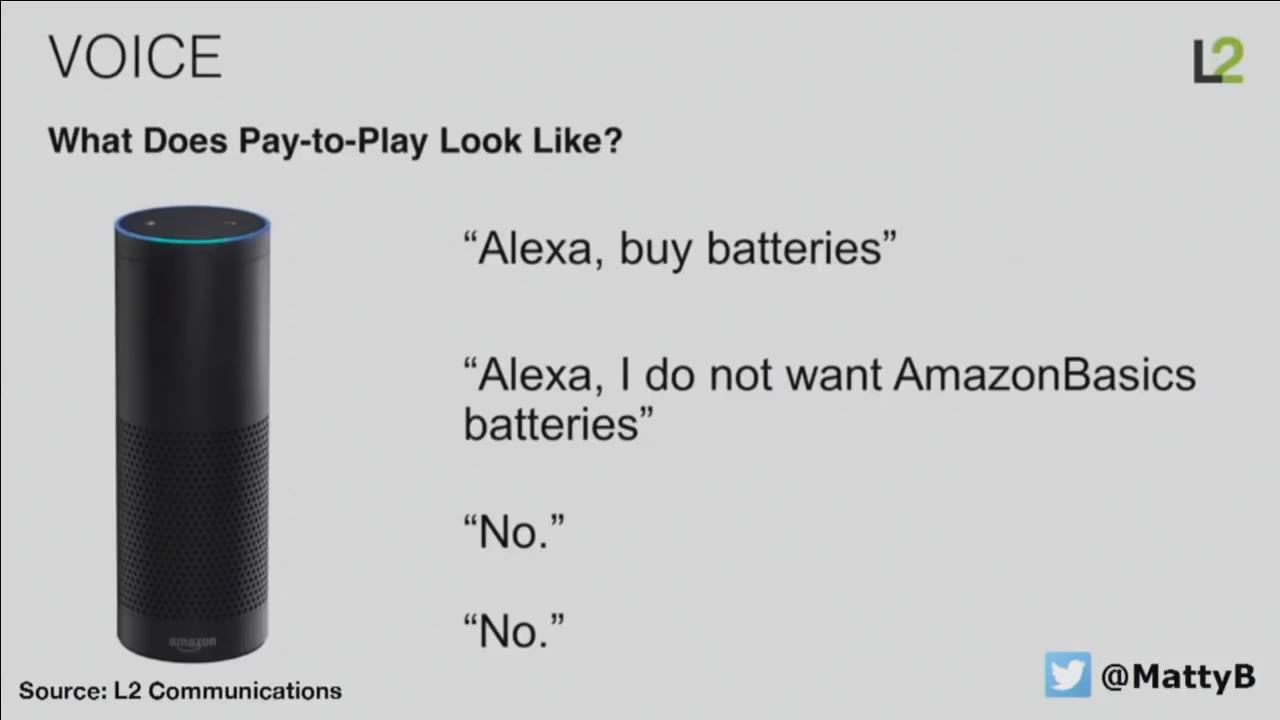 VOICE
L2
What Does Pay-to-Play Look Like?
“Alexa, buy batteries”
“Alexa, I do not want AmazonBasics
batteries”
“No.”
“No.”
amazon
Source: L2 Communications
@MattyB